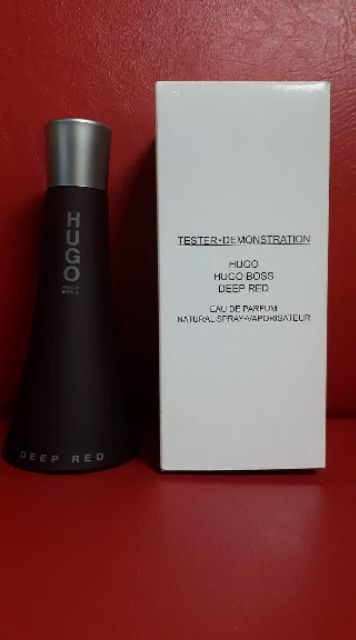 HUGO
HUGO
BOSS
DEEP RED
TESTER•DEMONSTRATION
HUGO
HUGO BOSS
DEEP RED
EAU DE PARFUM
NATURAL SPRAY•VAPORISATEUR